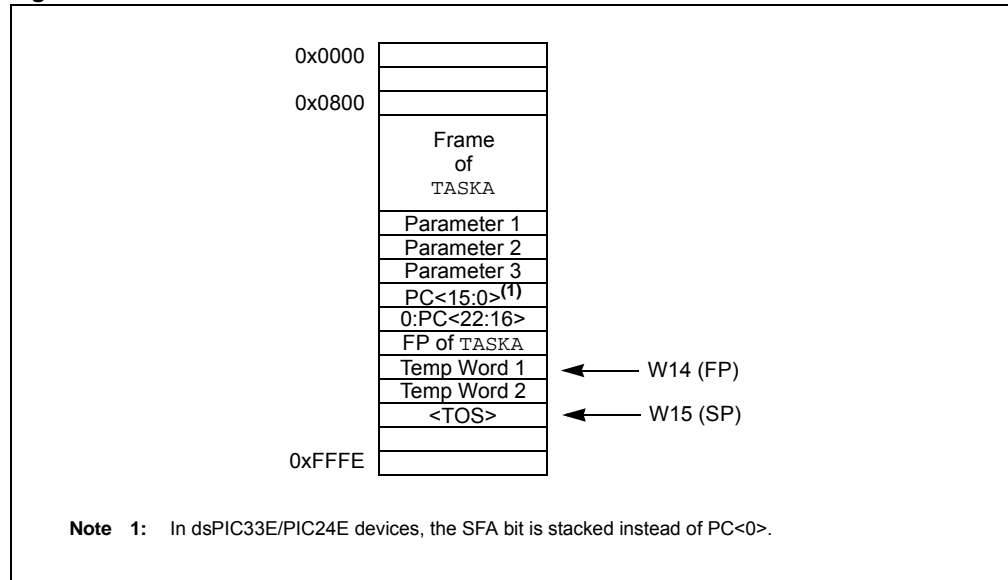 0x0000
0x0800
Frame
of
TASKA
Parameter 1
Parameter 2
Parameter 3
PC<15:0>(1)
0:PC<22:16>
FP of TASKA
Temp Word 1 W14 (FP)
Temp Word 2
<TOS> W15 (SP)
0xFFFE
Note 1: In dsPIC33E/PIC24E devices, the SFA bit is stacked instead of PC<0>.